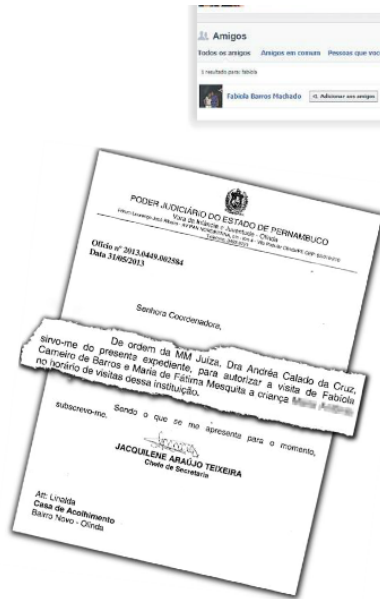 Amigos
Todos os amigos Amigos em comum Pessoas que você
1 resultado para: fabiola
Fabíola Barros Machado Adicionar aos amigos
PODER JUDICIÁRIO DO ESTADO DE PERNAMBUCO
Vara da Infância e Juventude - Olinda
Ofício nº 2013.0449.002584
Data 31/05/2013
Senhora Coordenadora,
De ordem da MM Juíza, Dra Andréa Calado da Cruz,
sirvo-me do presente expediente, para autorizar a visita de Fabíola
Carneiro de Barros e Maria de Fátima Mesquita a criança
no horário de visitas dessa instituição.
Sendo o que se me apresenta para o momento,
subscrevo-me.
JACQUILENE ARAÚJO TEIXEIRA
Chefe de Secretaria
Att: Linalda
Casa de Acolhimento
Bairro Novo - Olinda